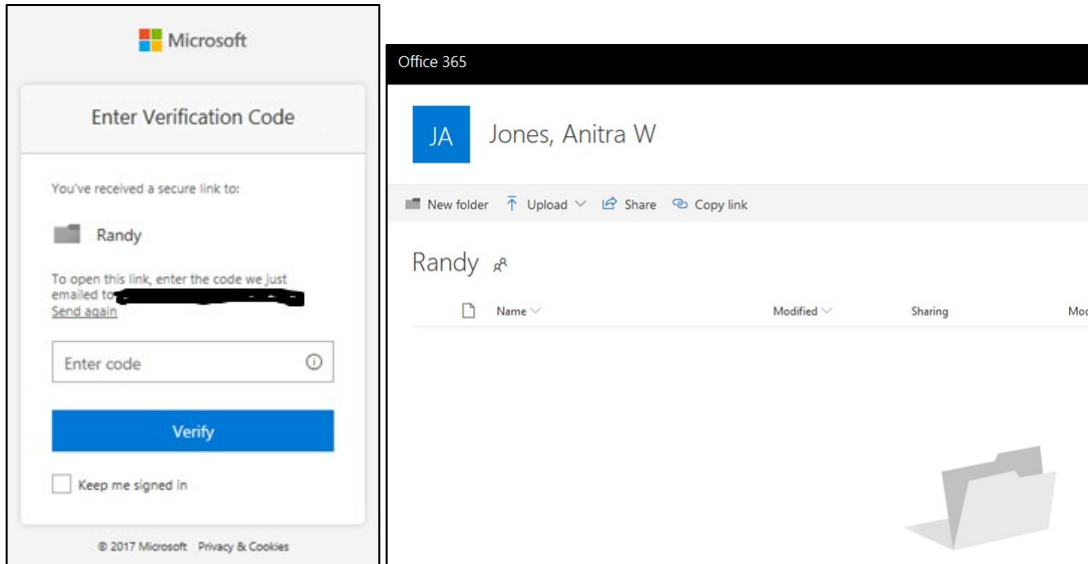 Microsoft
Enter Verification Code
You've received a secure link to:
Randy
To open this link, enter the code we just
emailed to
Send again
Enter code
Verify
Keep me signed in
© 2017 Microsoft Privacy & Cookies
Office 365
JA Jones, Anitra W
New folder Upload Share Copy link
Randy
Name Modified Sharing Mod